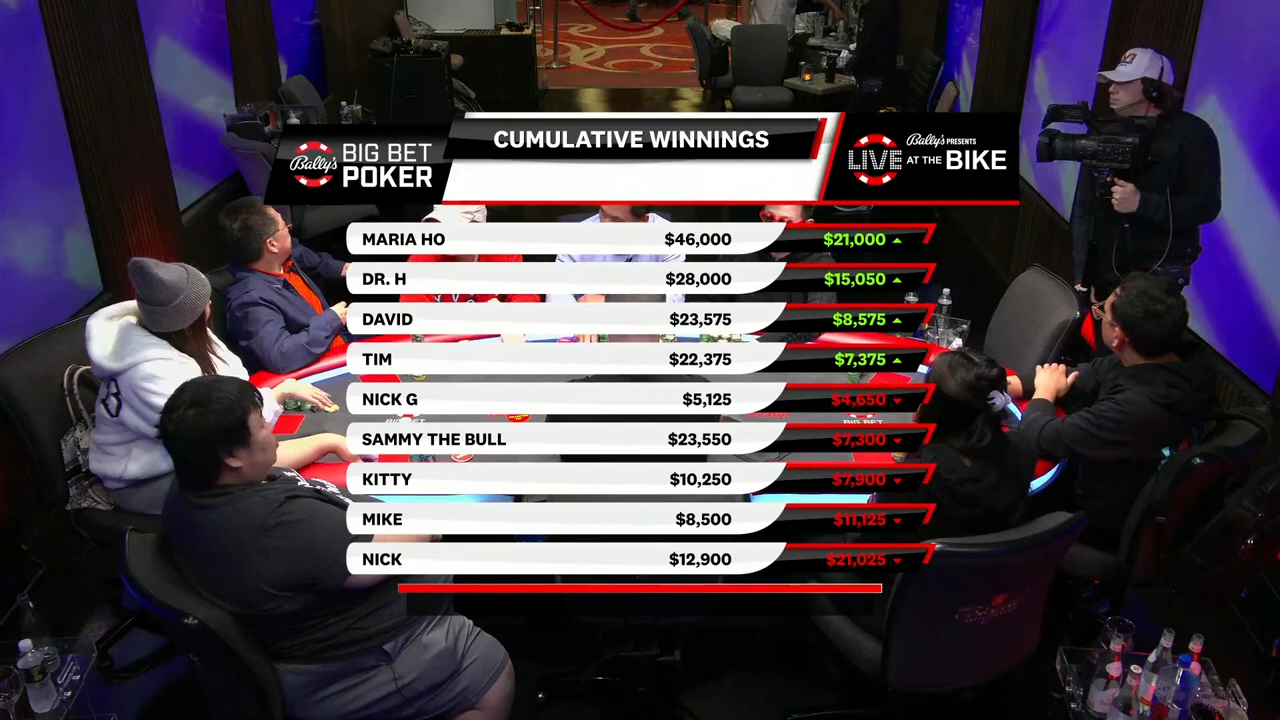 CUMULATIVE WINNINGS
Bally's BIG BET POKER
Bally's PRESENTS
LIVE AT THE BIKE
MARIA HO $46,000 $21,000
DR. H $28,000 $15,050
DAVID $23,575 $8,575
TIM $22,375 $7,375
NICK G $5,125 $4,650
SAMMY THE BULL $23,550 $7,300
KITTY $10,250 $7,900
MIKE $8,500 $11,125
NICK $12,900 $21,025
BIG BET